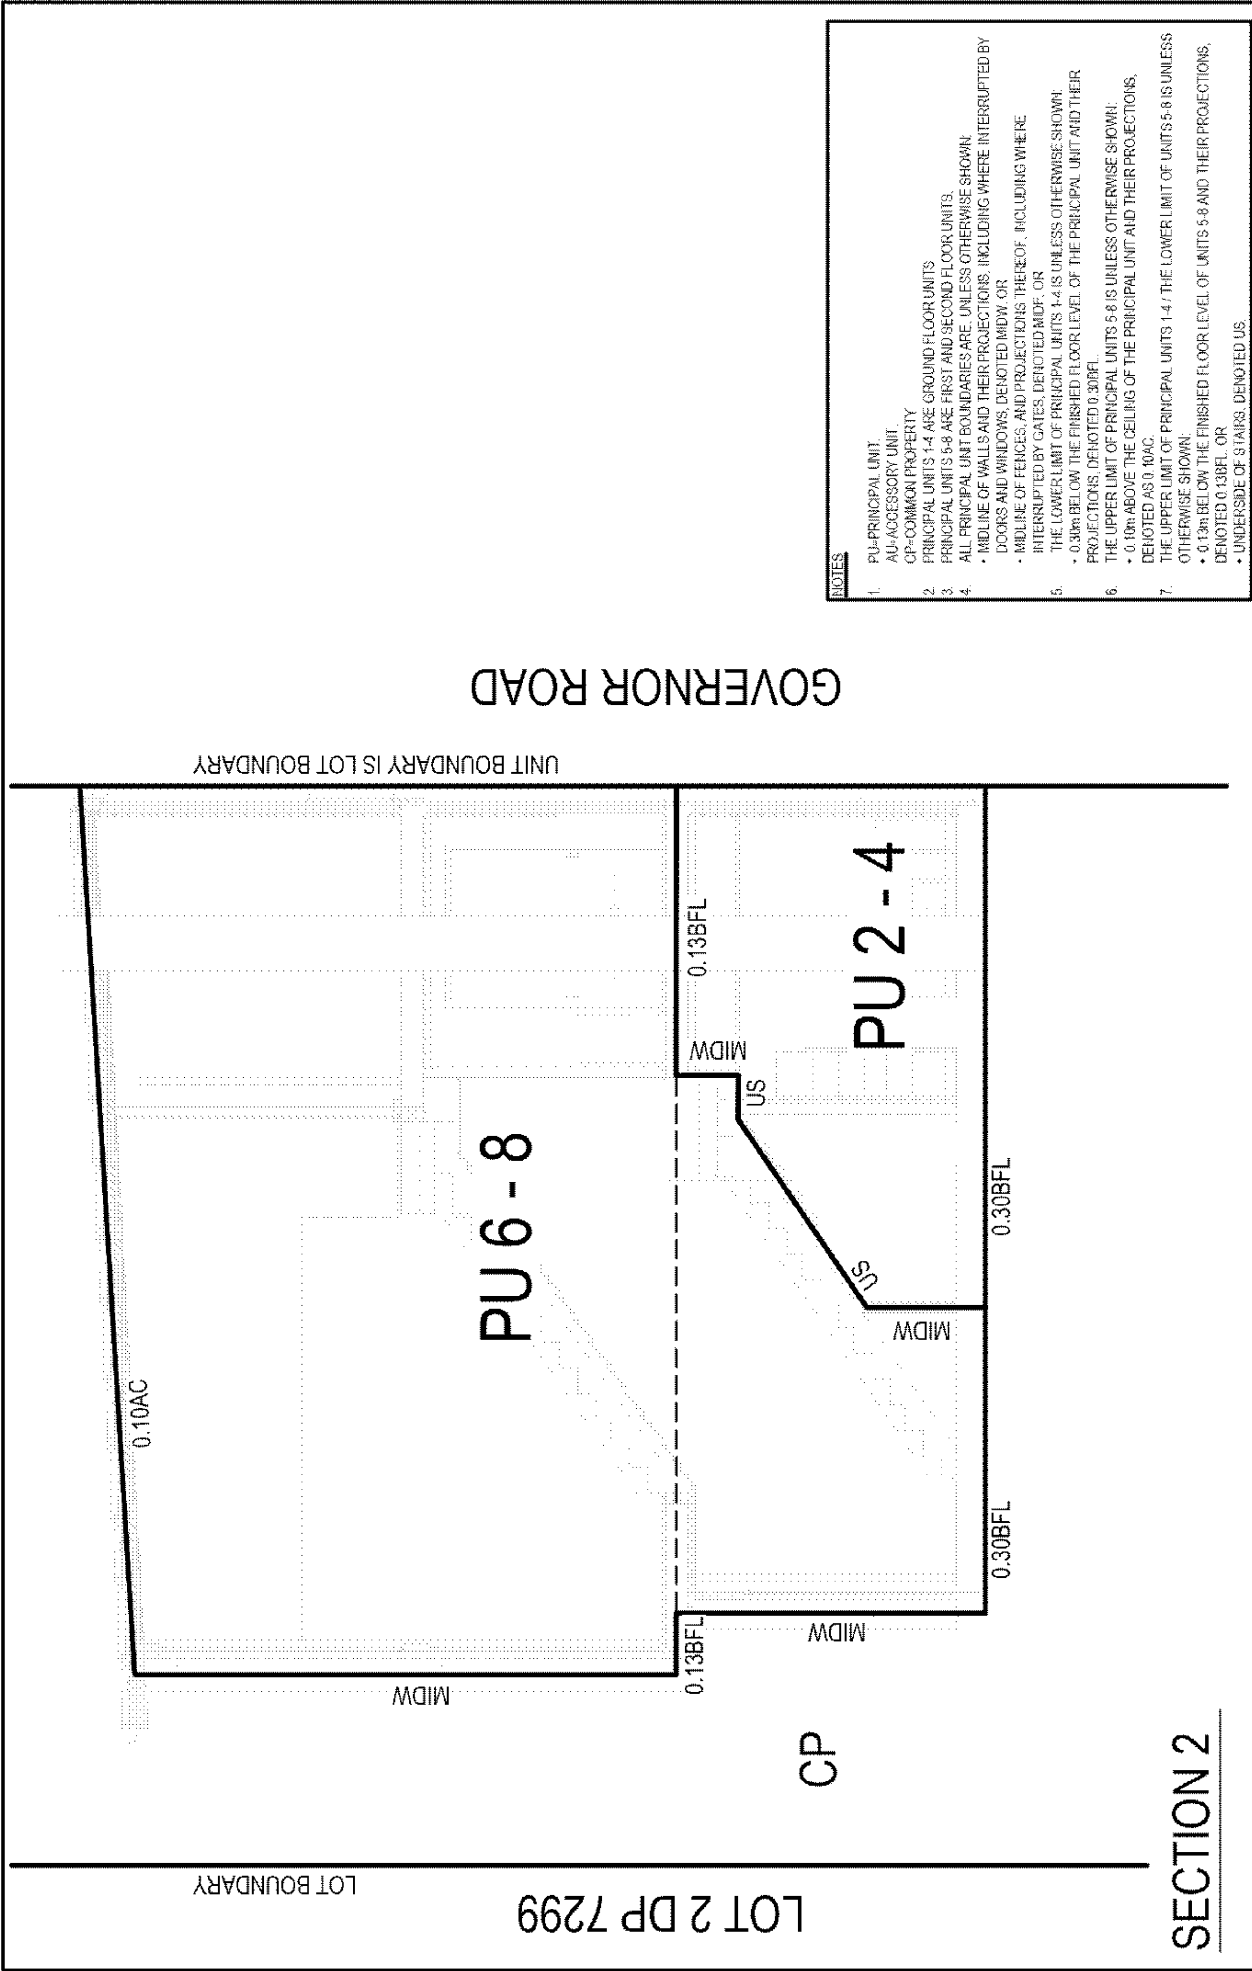 LOT BOUNDARY
LOT 2 DP 7299
CP
SECTION 2
0.10AC
MIDW
0.13BFL
MIDW
PU 6 - 8
0.30BFL
MIDW
US
US
MIDW
0.30BFL
0.13BFL
PU 2 - 4
UNIT BOUNDARY IS LOT BOUNDARY
GOVERNOR ROAD
NOTES
1. PU=PRINCIPAL UNIT.
AU=ACCESSORY UNIT.
CP=COMMON PROPERTY
2. PRINCIPAL UNITS 1-4 ARE GROUND FLOOR UNITS
3. PRINCIPAL UNITS 5-8 ARE FIRST AND SECOND FLOOR UNITS.
4. ALL PRINCIPAL UNIT BOUNDARIES ARE, UNLESS OTHERWISE SHOWN:
• MIDLINE OF WALLS AND THEIR PROJECTIONS, INCLUDING WHERE INTERRUPTED BY
DOORS AND WINDOWS, DENOTED MIDW, OR
• MIDLINE OF FENCES, AND PROJECTIONS THEREOF, INCLUDING WHERE
INTERRUPTED BY GATES, DENOTED MIDF, OR
5. THE LOWER LIMIT OF PRINCIPAL UNITS 1-4 IS UNLESS OTHERWISE SHOWN:
• 0.30m BELOW THE FINISHED FLOOR LEVEL OF THE PRINCIPAL UNIT AND THEIR
PROJECTIONS, DENOTED 0.30BFL.
6. THE UPPER LIMIT OF PRINCIPAL UNITS 5-8 IS UNLESS OTHERWISE SHOWN:
• 0.10m ABOVE THE CEILING OF THE PRINCIPAL UNIT AND THEIR PROJECTIONS,
DENOTED AS 0.10AC.
7. THE UPPER LIMIT OF PRINCIPAL UNITS 1-4 / THE LOWER LIMIT OF UNITS 5-8 IS UNLESS
OTHERWISE SHOWN:
• 0.13m BELOW THE FINISHED FLOOR LEVEL OF UNITS 5-8 AND THEIR PROJECTIONS,
DENOTED 0.13BFL, OR
• UNDERSIDE OF STAIRS, DENOTED US.